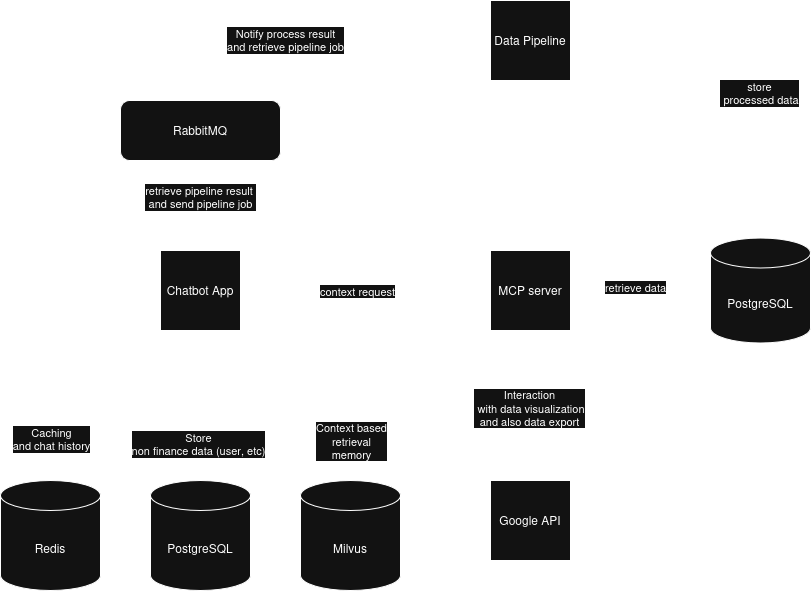 Notify process result
and retrieve pipeline job
Data Pipeline
store
processed data
RabbitMQ
retrieve pipeline result
and send pipeline job
Chatbot App
context request
MCP server
retrieve data
PostgreSQL
Interaction
with data visualization
and also data export
Caching
and chat history
Store
non finance data (user, etc)
Context based
retrieval
memory
Redis
PostgreSQL
Milvus
Google API